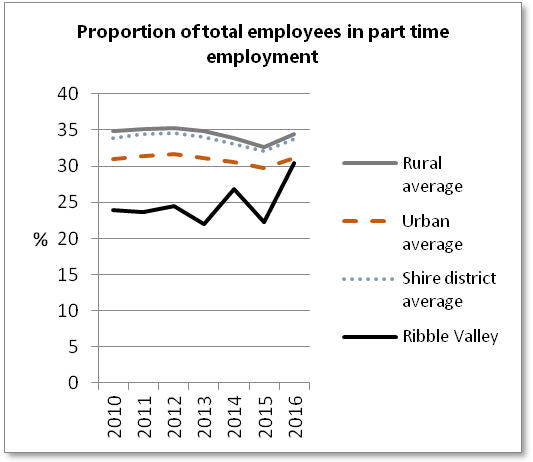 Proportion of total employees in part time
employment
40
35
30
25
20
15
10
5
0
%
2010
2011
2012
2013
2014
2015
2016
Rural
average
Urban
average
Shire district
average
Ribble Valley